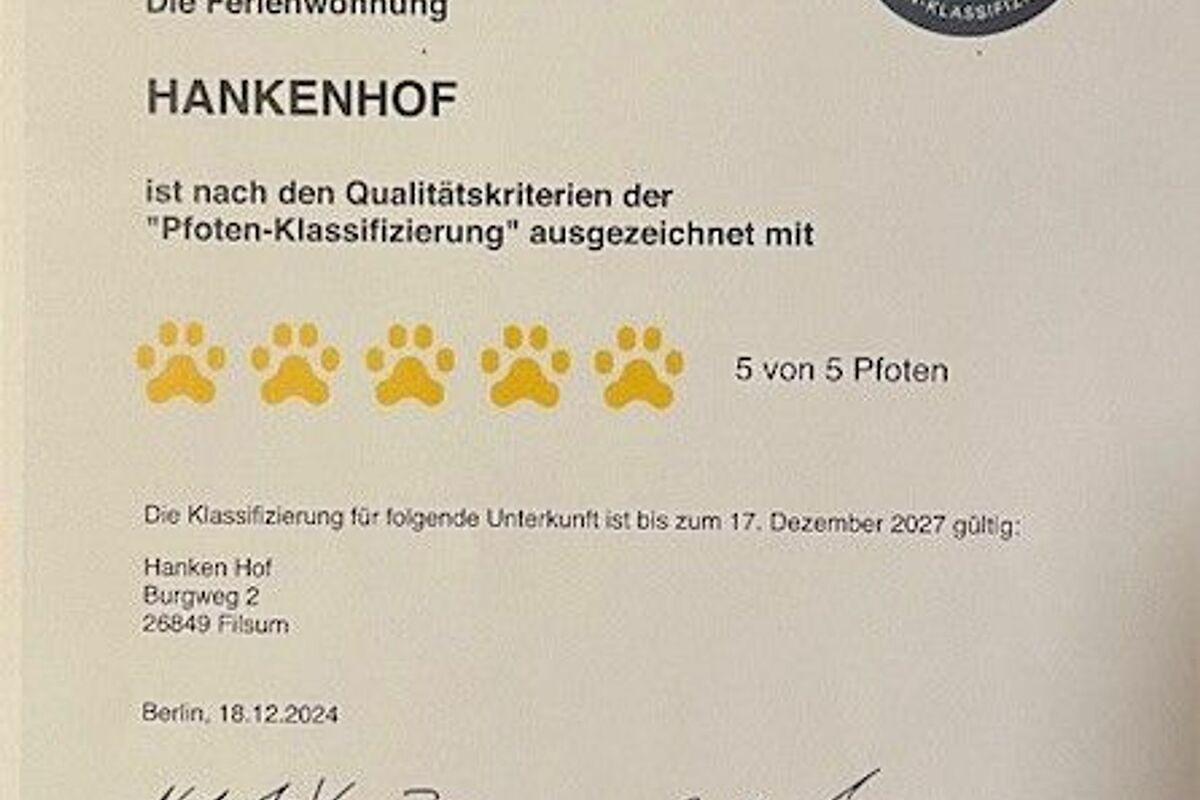 Die Ferienwohnung
HANKENHOF
ist nach den Qualitätskriterien der
"Pfoten-Klassifizierung" ausgezeichnet mit
5 von 5 Pfoten
Die Klassifizierung für folgende Unterkunft ist bis zum 17. Dezember 2027 gültig:
Hanken Hof
Burgweg 2
26849 Filsum
Berlin, 18.12.2024